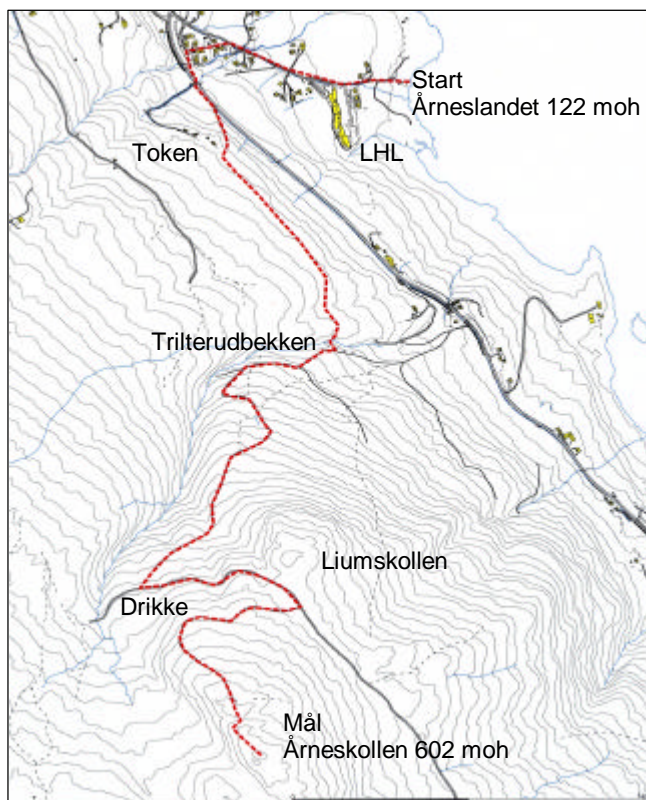 Start
Årneslandet 122 moh
Token
LHL
Trilterudbekken
Liumskollen
Drikke
Mål
Årneskollen 602 moh